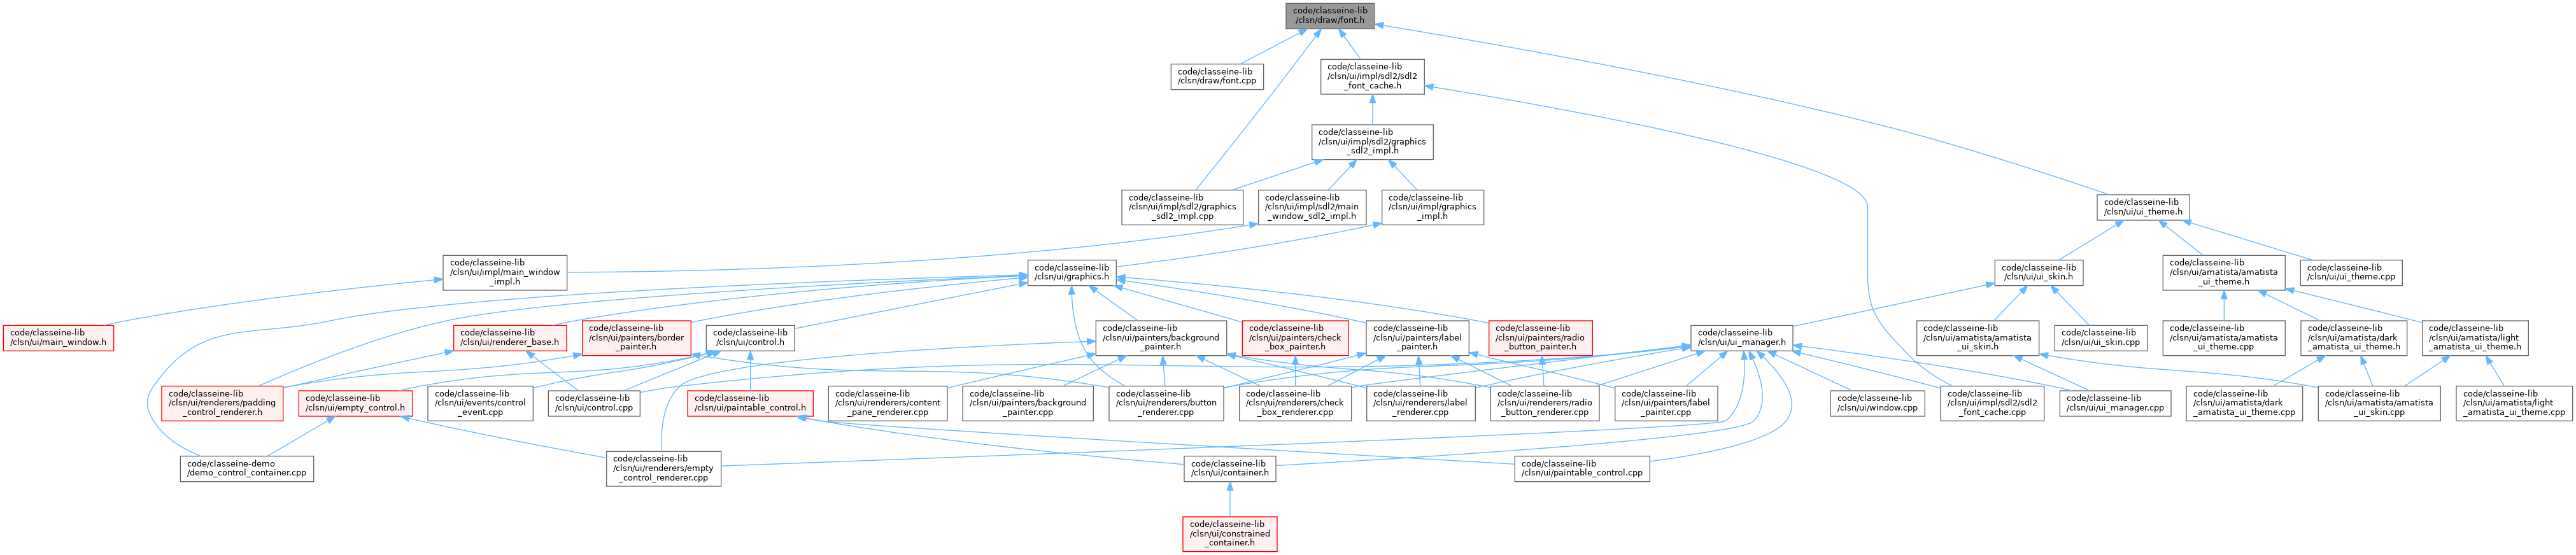 code/classeine-lib
/clsn/draw/font.h
code/classeine-lib
/clsn/draw/font.cpp
code/classeine-lib
/clsn/ui/impl/sdl2/sdl2
_font_cache.h
code/classeine-lib
/clsn/ui/impl/sdl2/graphics
_sdl2_impl.h
code/classeine-lib
/clsn/ui/impl/sdl2/graphics
_sdl2_impl.cpp
code/classeine-lib
/clsn/ui/impl/sdl2/main
_window_sdl2_impl.h
code/classeine-lib
/clsn/ui/impl/graphics
_impl.h
code/classeine-lib
/clsn/ui/ui_theme.h
code/classeine-lib
/clsn/ui/impl/main_window
_impl.h
code/classeine-lib
/clsn/ui/graphics.h
code/classeine-lib
/clsn/ui/ui_skin.h
code/classeine-lib
/clsn/ui/amatista/amatista
_ui_theme.h
code/classeine-lib
/clsn/ui/ui_theme.cpp
code/classeine-lib
/clsn/ui/main_window.h
code/classeine-lib
/clsn/ui/renderer_base.h
code/classeine-lib
/clsn/ui/painters/border
_painter.h
code/classeine-lib
/clsn/ui/control.h
code/classeine-lib
/clsn/ui/painters/background
_painter.h
code/classeine-lib
/clsn/ui/painters/check
_box_painter.h
code/classeine-lib
/clsn/ui/painters/label
_painter.h
code/classeine-lib
/clsn/ui/painters/radio
_button_painter.h
code/classeine-lib
/clsn/ui/ui_manager.h
code/classeine-lib
/clsn/ui/amatista/amatista
_ui_skin.h
code/classeine-lib
/clsn/ui/ui_skin.cpp
code/classeine-lib
/clsn/ui/amatista/amatista
_ui_theme.cpp
code/classeine-lib
/clsn/ui/amatista/dark
_amatista_ui_theme.h
code/classeine-lib
/clsn/ui/amatista/light
_amatista_ui_theme.h
code/classeine-lib
/clsn/ui/renderers/padding
_control_renderer.h
code/classeine-lib
/clsn/ui/empty_control.h
code/classeine-lib
/clsn/ui/events/control
_event.cpp
code/classeine-lib
/clsn/ui/control.cpp
code/classeine-lib
/clsn/ui/paintable_control.h
code/classeine-lib
/clsn/ui/renderers/content
_pane_renderer.cpp
code/classeine-lib
/clsn/ui/painters/background
_painter.cpp
code/classeine-lib
/clsn/ui/renderers/button
_renderer.cpp
code/classeine-lib
/clsn/ui/renderers/check
_box_renderer.cpp
code/classeine-lib
/clsn/ui/renderers/label
_renderer.cpp
code/classeine-lib
/clsn/ui/renderers/radio
_button_renderer.cpp
code/classeine-lib
/clsn/ui/painters/label
_painter.cpp
code/classeine-lib
/clsn/ui/window.cpp
code/classeine-lib
/clsn/ui/impl/sdl2/sdl2
_font_cache.cpp
code/classeine-lib
/clsn/ui/ui_manager.cpp
code/classeine-lib
/clsn/ui/amatista/dark
_amatista_ui_theme.cpp
code/classeine-lib
/clsn/ui/amatista/amatista
_ui_skin.cpp
code/classeine-lib
/clsn/ui/amatista/light
_amatista_ui_theme.cpp
code/classeine-demo
/demo_control_container.cpp
code/classeine-lib
/clsn/ui/renderers/empty
_control_renderer.cpp
code/classeine-lib
/clsn/ui/container.h
code/classeine-lib
/clsn/ui/paintable_control.cpp
code/classeine-lib
/clsn/ui/constrained
_container.h